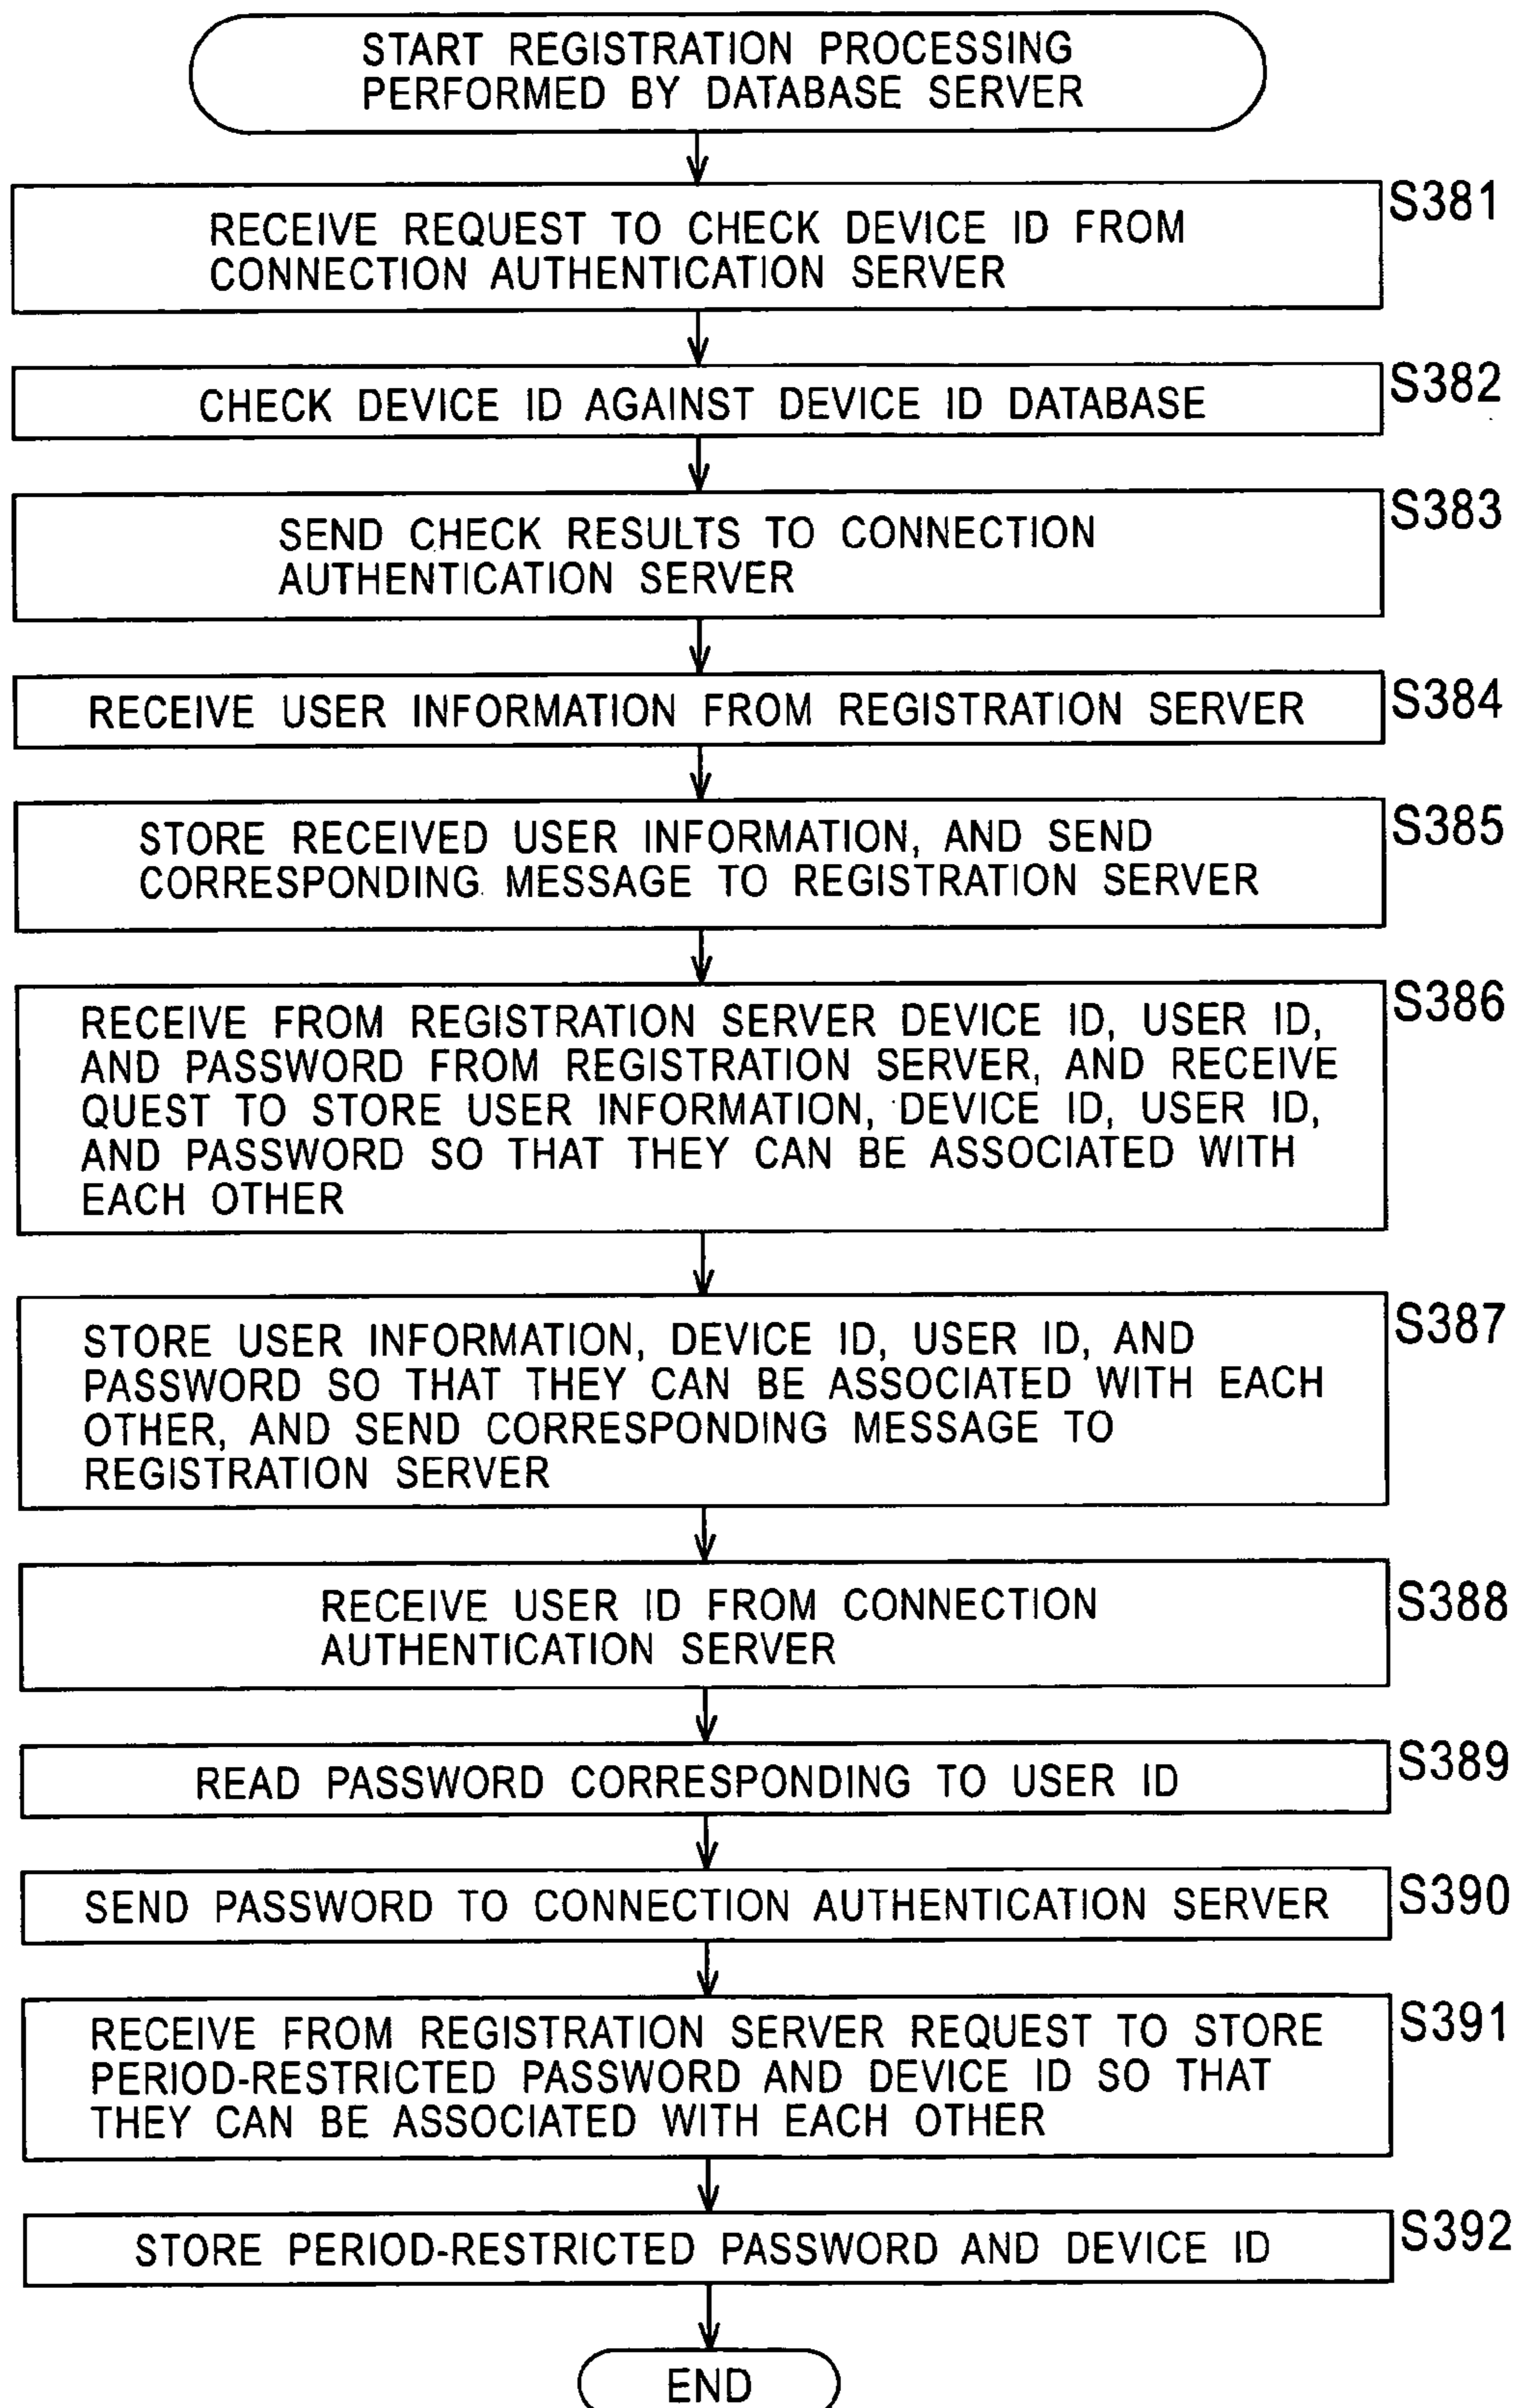 START REGISTRATION PROCESSING
PERFORMED BY DATABASE SERVER
S381
RECEIVE REQUEST TO CHECK DEVICE ID FROM
CONNECTION AUTHENTICATION SERVER
S382
CHECK DEVICE ID AGAINST DEVICE ID DATABASE
S383
SEND CHECK RESULTS TO CONNECTION
AUTHENTICATION SERVER
S384
RECEIVE USER INFORMATION FROM REGISTRATION SERVER
S385
STORE RECEIVED USER INFORMATION, AND SEND
CORRESPONDING MESSAGE TO REGISTRATION SERVER
S386
RECEIVE FROM REGISTRATION SERVER DEVICE ID, USER ID,
AND PASSWORD FROM REGISTRATION SERVER, AND RECEIVE
QUEST TO STORE USER INFORMATION, DEVICE ID, USER ID,
AND PASSWORD SO THAT THEY CAN BE ASSOCIATED WITH
EACH OTHER
S387
STORE USER INFORMATION, DEVICE ID, USER ID, AND
PASSWORD SO THAT THEY CAN BE ASSOCIATED WITH EACH
OTHER, AND SEND CORRESPONDING MESSAGE TO
REGISTRATION SERVER
S388
RECEIVE USER ID FROM CONNECTION
AUTHENTICATION SERVER
S389
READ PASSWORD CORRESPONDING TO USER ID
S390
SEND PASSWORD TO CONNECTION AUTHENTICATION SERVER
S391
RECEIVE FROM REGISTRATION SERVER REQUEST TO STORE
PERIOD-RESTRICTED PASSWORD AND DEVICE ID SO THAT
THEY CAN BE ASSOCIATED WITH EACH OTHER
S392
STORE PERIOD-RESTRICTED PASSWORD AND DEVICE ID
END